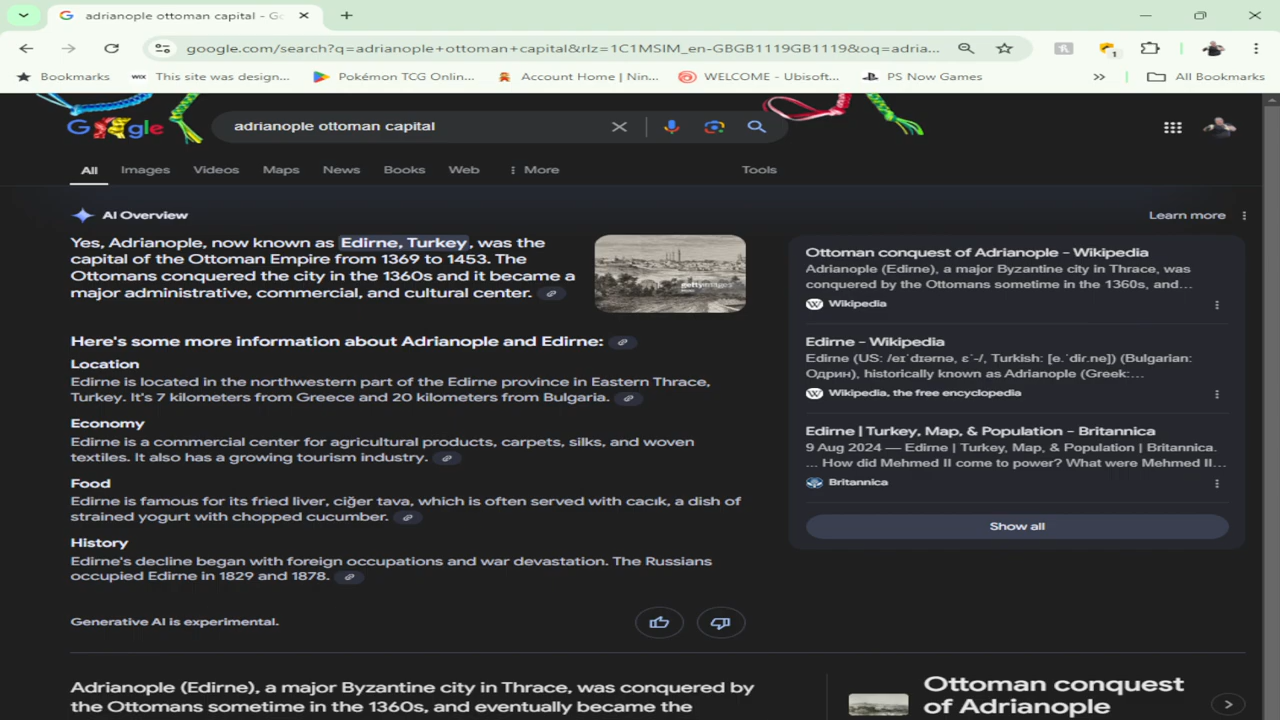 adrianople ottoman capital - Go
google.com/search?q=adrianople+ottoman+capital&rlz=1C1MSIM_en-GBGB1119GB1119&oq=adria...
1
Bookmarks
WIX This site was design...
Pokémon TCG Onlin...
Account Home | Nin...
WELCOME - Ubisoft...
PS Now Games
»
All Bookmarks
Google
adrianople ottoman capital
All
Images
Videos
Maps
News
Books
Web
More
Tools
AI Overview
Learn more
Yes, Adrianople, now known as Edirne, Turkey, was the
capital of the Ottoman Empire from 1369 to 1453. The
Ottomans conquered the city in the 1360s and it became a
major administrative, commercial, and cultural center.
gettyimages
Here's some more information about Adrianople and Edirne:
Location
Edirne is located in the northwestern part of the Edirne province in Eastern Thrace,
Turkey. It's 7 kilometers from Greece and 20 kilometers from Bulgaria.
Economy
Edirne is a commercial center for agricultural products, carpets, silks, and woven
textiles. It also has a growing tourism industry.
Food
Edirne is famous for its fried liver, ciğer tava, which is often served with cacık, a dish of
strained yogurt with chopped cucumber.
History
Edirne's decline began with foreign occupations and war devastation. The Russians
occupied Edirne in 1829 and 1878.
Generative AI is experimental.
Ottoman conquest of Adrianople - Wikipedia
Adrianople (Edirne), a major Byzantine city in Thrace, was
conquered by the Ottomans sometime in the 1360s, and...
W Wikipedia
Edirne - Wikipedia
Edirne (US: /eɪˈdɪərnə, ɛˈ-/, Turkish: [e.ˈdiɾ.ne]) (Bulgarian:
Одрин), historically known as Adrianople (Greek:...
W Wikipedia, the free encyclopedia
Edirne | Turkey, Map, & Population - Britannica
9 Aug 2024 — Edirne | Turkey, Map, & Population | Britannica.
... How did Mehmed II come to power? What were Mehmed II...
Britannica
Show all
Adrianople (Edirne), a major Byzantine city in Thrace, was conquered by
the Ottomans sometime in the 1360s, and eventually became the
Ottoman conquest
of Adrianople